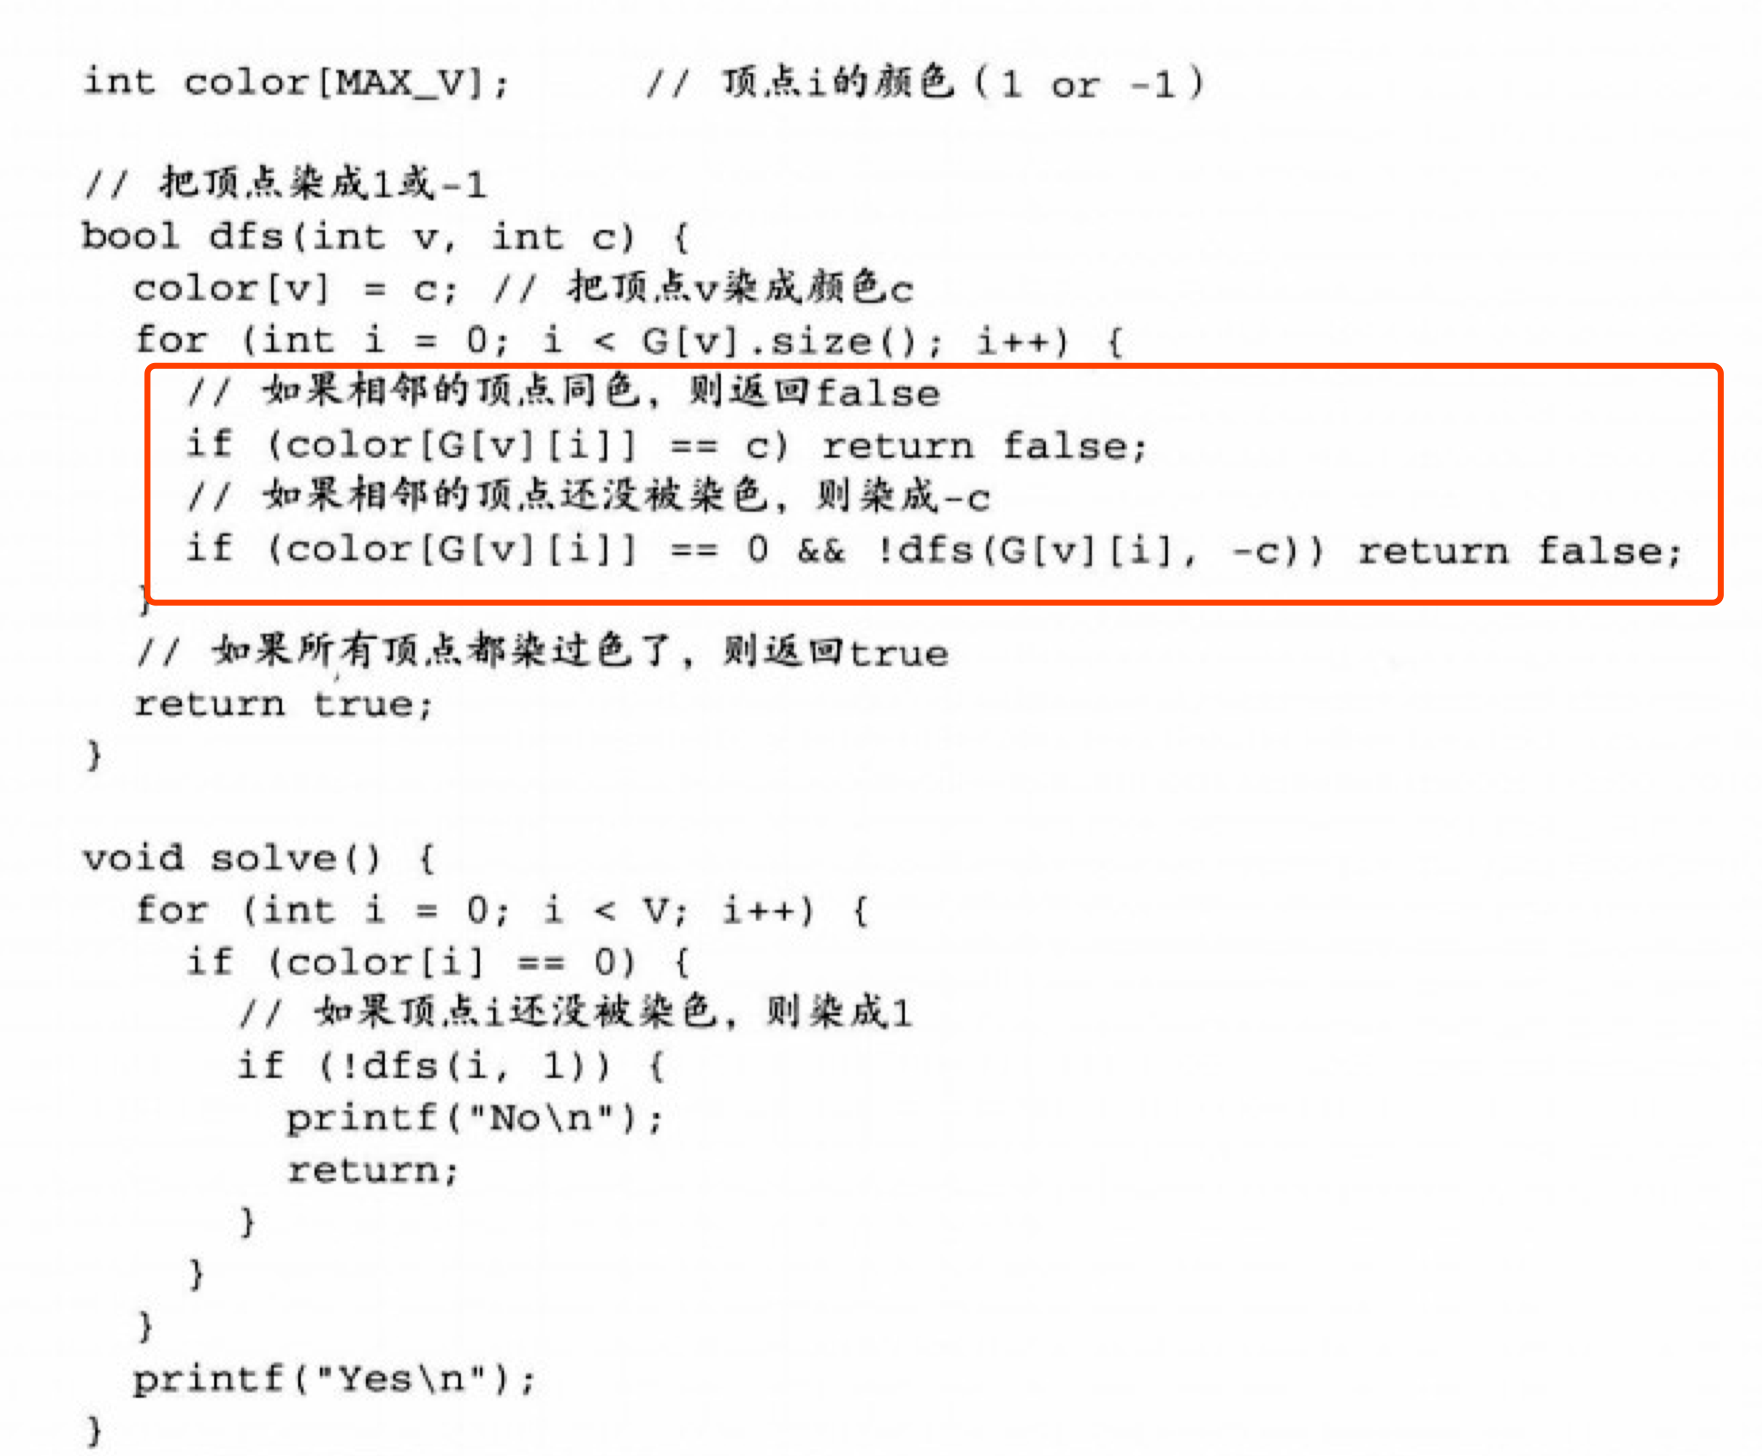 int color[MAX_V];     // 顶点i的颜色(1 or -1)
// 把顶点染成1或-1
bool dfs(int v, int c) {
  color[v] = c; // 把顶点v染成颜色c
  for (int i = 0; i < G[v].size(); i++) {
    // 如果相邻的顶点同色，则返回false
    if (color[G[v][i]] == c) return false;
    // 如果相邻的顶点还没被染色，则染成-c
    if (color[G[v][i]] == 0 && !dfs(G[v][i], -c)) return false;
  }
  // 如果所有顶点都染过色了，则返回true
  return true;
}
void solve() {
  for (int i = 0; i < V; i++) {
    if (color[i] == 0) {
      // 如果顶点i还没被染色，则染成1
      if (!dfs(i, 1)) {
        printf("No\n");
        return;
      }
    }
  }
  printf("Yes\n");
}